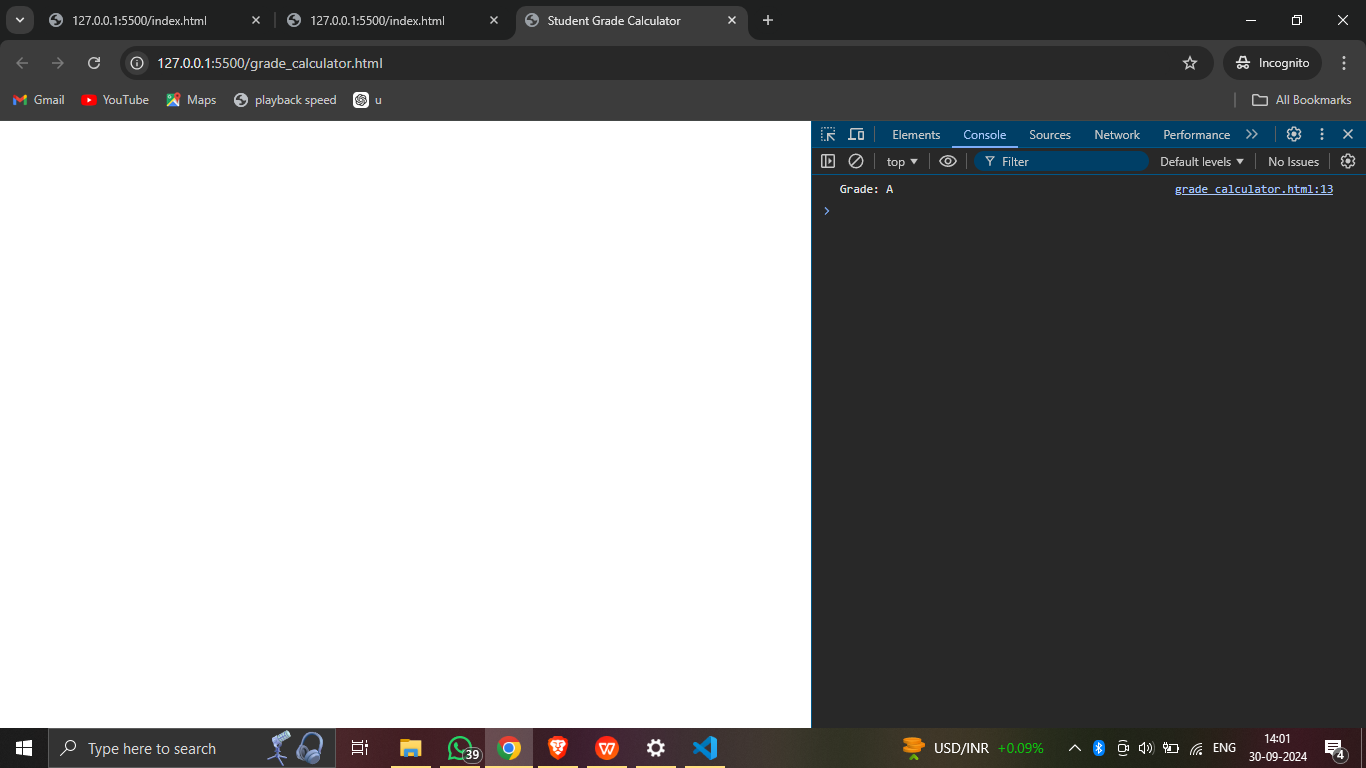 127.0.0.1:5500/index.html
127.0.0.1:5500/index.html
Student Grade Calculator
127.0.0.1:5500/grade_calculator.html
Incognito
Gmail
YouTube
Maps
playback speed
u
All Bookmarks
Elements
Console
Sources
Network
Performance
top
Filter
Default levels
No Issues
Grade: A
grade_calculator.html:13
Type here to search
39
USD/INR +0.09%
ENG
14:01
30-09-2024
4